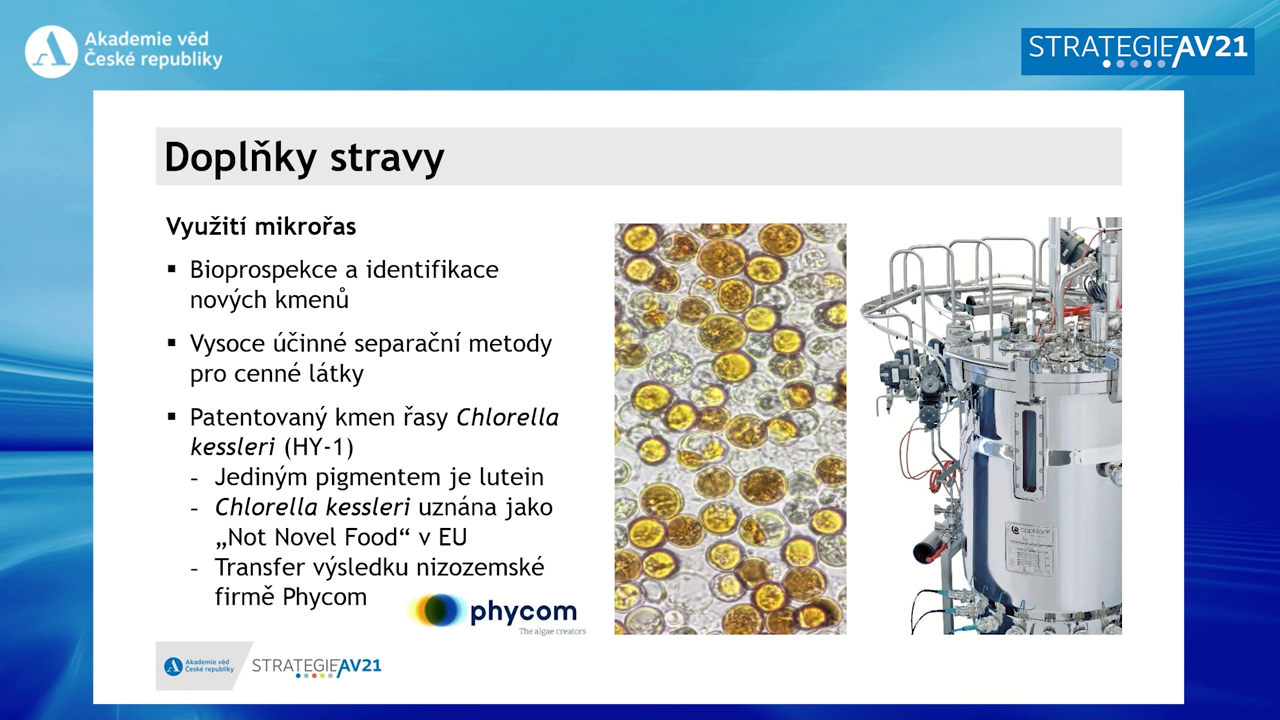 Akademie věd
České republiky
STRATEGIE AV21
Doplňky stravy
Využití mikrořas
▪ Bioprospekce a identifikace
nových kmenů
▪ Vysoce účinné separační metody
pro cenné látky
▪ Patentovaný kmen řasy Chlorella
kessleri (HY-1)
- Jediným pigmentem je lutein
- Chlorella kessleri uznána jako
„Not Novel Food“ v EU
- Transfer výsledku nizozemské
firmě Phycom
phycom
The algae creators
Akademie věd
České republiky
STRATEGIE AV21